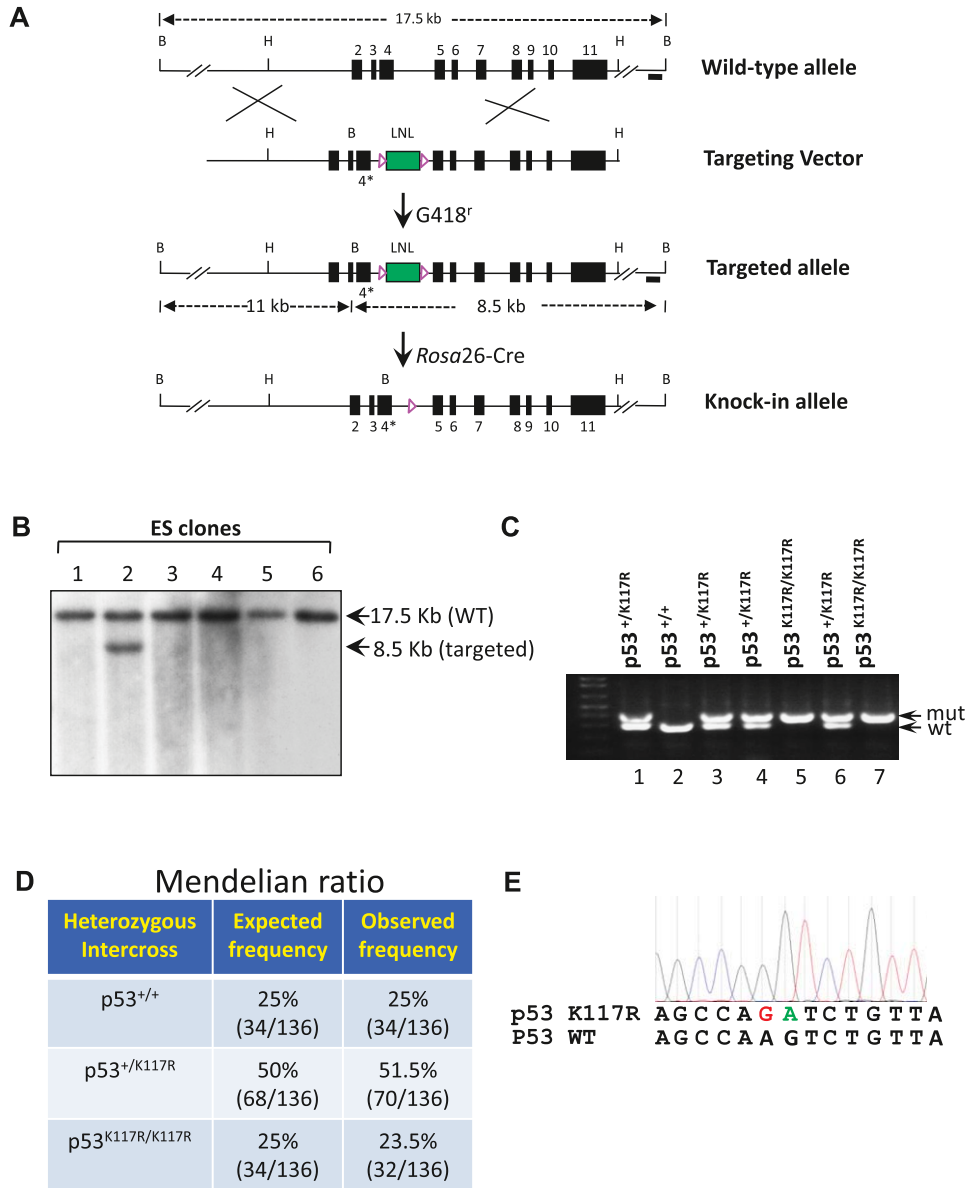 A
17.5 kb
B H 2 3 4 5 6 7 8 9 10 11 H B
Wild-type allele
H B LNL H
Targeting Vector
4*
G418r
B H B LNL H B
Targeted allele
4*
11 kb 8.5 kb
Rosa26-Cre
B H B H B
Knock-in allele
2 3 4* 5 6 7 8 9 10 11
B
ES clones
1 2 3 4 5 6
17.5 Kb (WT)
8.5 Kb (targeted)
C
p53 +/K117R
p53 +/+
p53 +/K117R
p53 +/K117R
p53 K117R/K117R
p53 +/K117R
p53 K117R/K117R
mut
wt
1 2 3 4 5 6 7
D
Mendelian ratio
Heterozygous Intercross
Expected frequency
Observed frequency
p53+/+
25%
(34/136)
25%
(34/136)
p53+/K117R
50%
(68/136)
51.5%
(70/136)
p53K117R/K117R
25%
(34/136)
23.5%
(32/136)
E
p53 K117R AGCCAGATCTGTTA
P53 WT AGCCAAGTCTGTTA